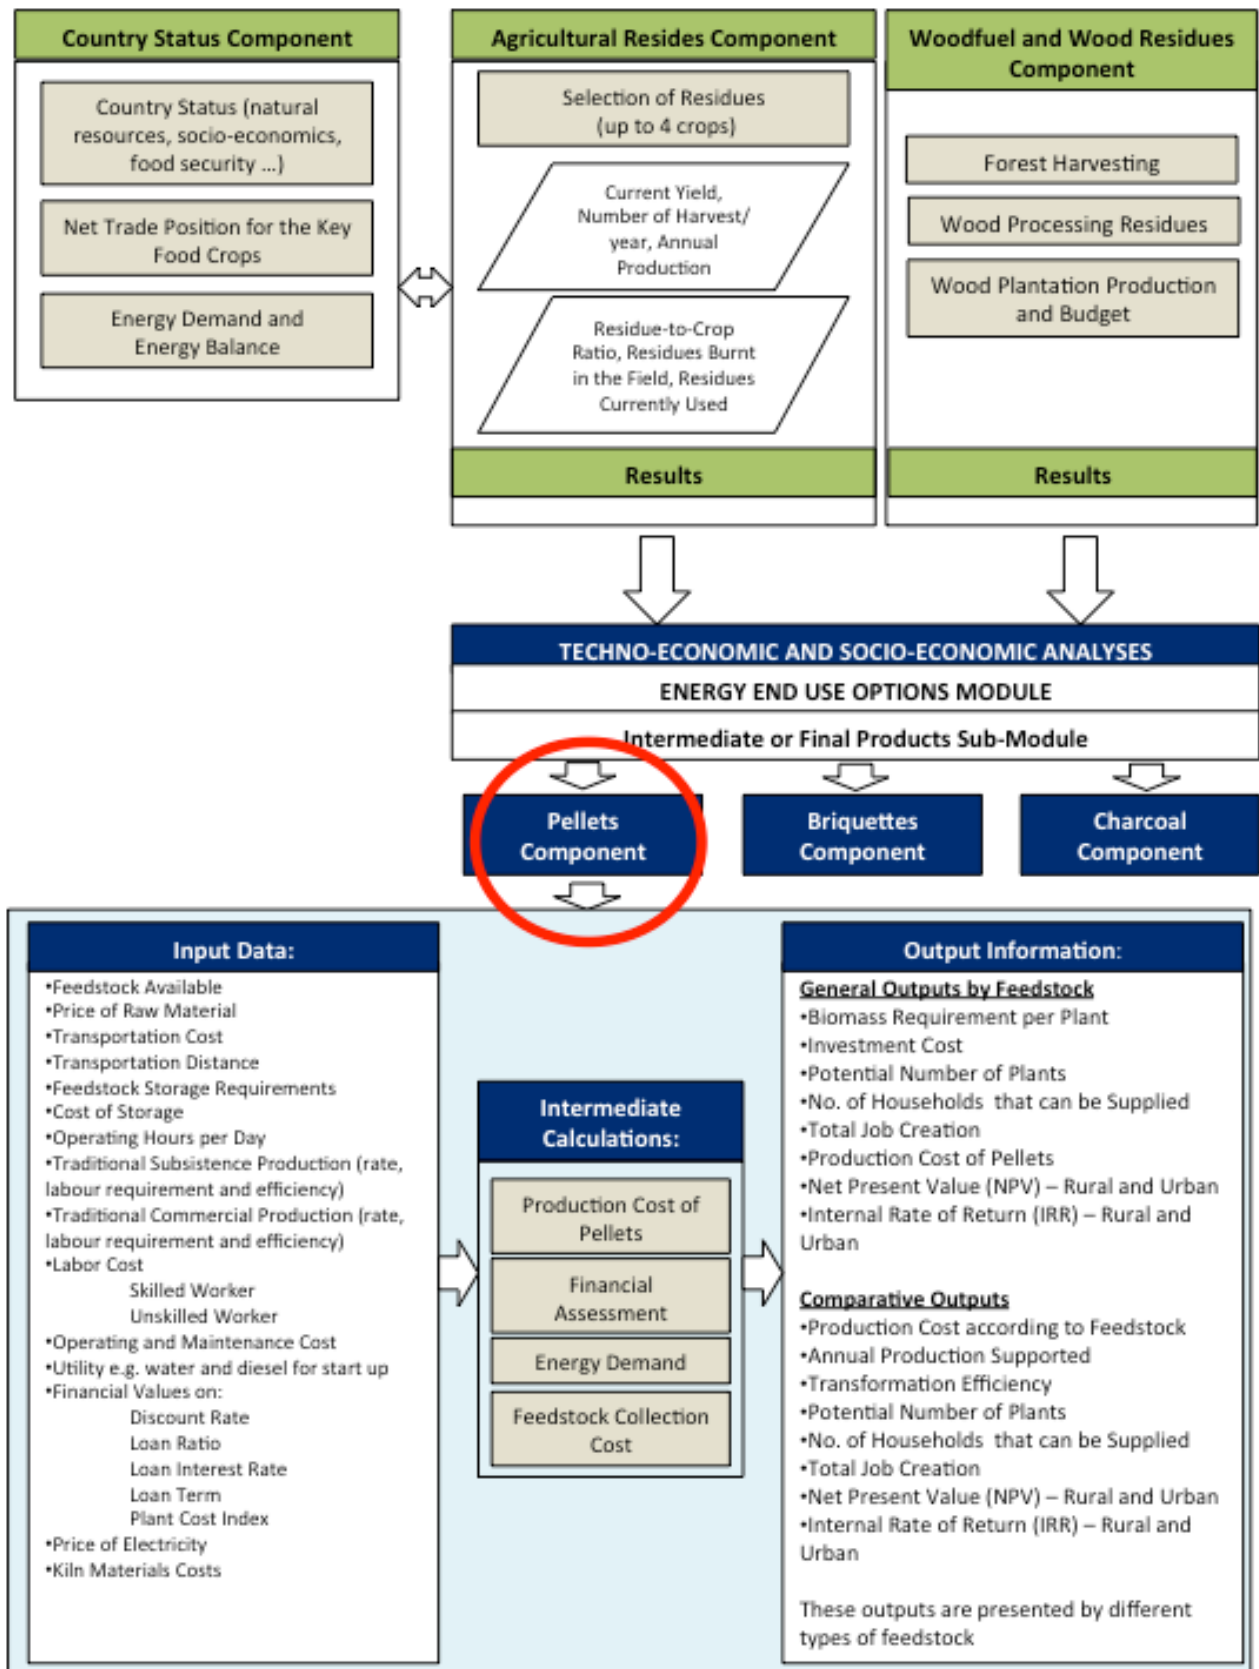 Country Status Component
Country Status (natural
resources, socio-economics,
food security ...)
Net Trade Position for the Key
Food Crops
Energy Demand and
Energy Balance
Agricultural Resides Component
Selection of Residues
(up to 4 crops)
Current Yield,
Number of Harvest/
year, Annual
Production
Residue-to-Crop
Ratio, Residues Burnt
in the Field, Residues
Currently Used
Results
Woodfuel and Wood Residues
Component
Forest Harvesting
Wood Processing Residues
Wood Plantation Production
and Budget
Results
TECHNO-ECONOMIC AND SOCIO-ECONOMIC ANALYSES
ENERGY END USE OPTIONS MODULE
Intermediate or Final Products Sub-Module
Pellets
Component
Briquettes
Component
Charcoal
Component
Input Data:
•Feedstock Available
•Price of Raw Material
•Transportation Cost
•Transportation Distance
•Feedstock Storage Requirements
•Cost of Storage
•Operating Hours per Day
•Traditional Subsistence Production (rate,
labour requirement and efficiency)
•Traditional Commercial Production (rate,
labour requirement and efficiency)
•Labor Cost
Skilled Worker
Unskilled Worker
•Operating and Maintenance Cost
•Utility e.g. water and diesel for start up
•Financial Values on:
Discount Rate
Loan Ratio
Loan Interest Rate
Loan Term
Plant Cost Index
•Price of Electricity
•Kiln Materials Costs
Intermediate
Calculations:
Production Cost of
Pellets
Financial
Assessment
Energy Demand
Feedstock Collection
Cost
Output Information:
General Outputs by Feedstock
•Biomass Requirement per Plant
•Investment Cost
•Potential Number of Plants
•No. of Households that can be Supplied
•Total Job Creation
•Production Cost of Pellets
•Net Present Value (NPV) – Rural and Urban
•Internal Rate of Return (IRR) – Rural and
Urban
Comparative Outputs
•Production Cost according to Feedstock
•Annual Production Supported
•Transformation Efficiency
•Potential Number of Plants
•No. of Households that can be Supplied
•Total Job Creation
•Net Present Value (NPV) – Rural and Urban
•Internal Rate of Return (IRR) – Rural and
Urban
These outputs are presented by different
types of feedstock